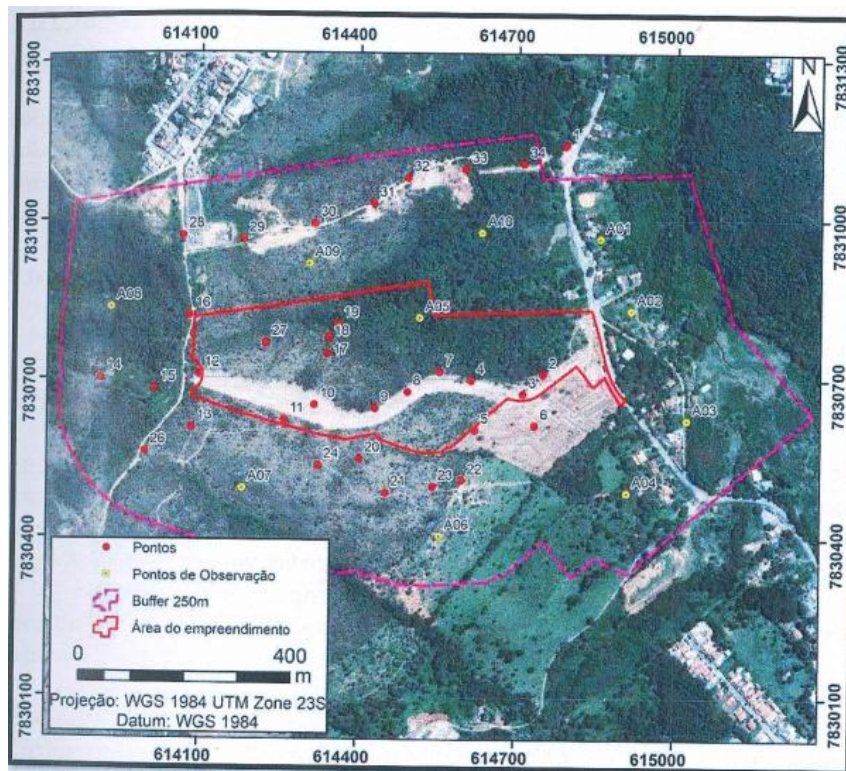 614100 614400 614700 615000
7831300 7831300
N
1
34
33
32
31
30
A10
A01
28
29
A09
A08
16
A05
A02
19
18
27
17
12
7
4
2
14
15
8
3
10
9
11
6
5
A03
13
26
20
24
22
23
21
A07
A04
A06
7831000 7831000
7830700 7830700
7830400 7830400
7830100 7830100
Pontos
Pontos de Observação
Buffer 250m
Área do empreendimento
0 400
m
Projeção: WGS 1984 UTM Zone 23S
Datum: WGS 1984
614100 614400 614700 615000